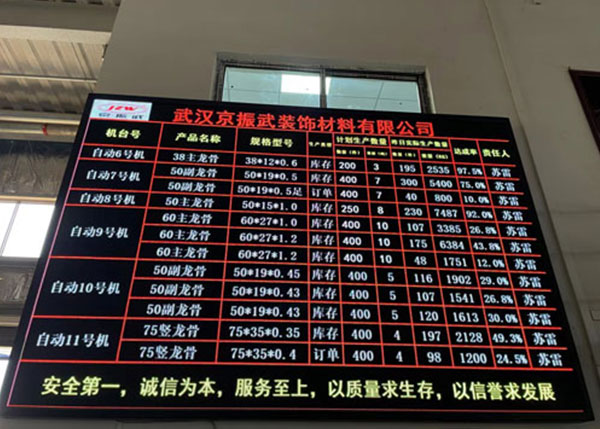 JZW
京振武
武汉京振武装饰材料有限公司
机台号 产品名称 规格型号 生产类型 计划生产数量 昨日实际生产数量 达成率 责任人
自动6号机 38主龙骨 38*12*0.6 库存 200 3 195 2535 97.5% 苏雷
自动7号机 50副龙骨 50*19*0.5 库存 400 7 300 5400 75.0% 苏雷
50副龙骨 50*19*0.5足 订单 400 7 40 800 10.0% 苏雷
自动8号机 50主龙骨 50*15*1.0 库存 250 8 230 7487 92.0% 苏雷
自动9号机 60主龙骨 60*27*1.0 库存 400 10 107 3385 26.8% 苏雷
60主龙骨 60*27*1.2 库存 400 10 175 6384 43.8% 苏雷
60主龙骨 60*27*1.2 库存 400 10 48 1751 12.0% 苏雷
自动10号机 50副龙骨 50*19*0.45 库存 400 5 116 1902 29.0% 苏雷
50副龙骨 50*19*0.43 库存 400 5 107 1541 26.8% 苏雷
50副龙骨 50*19*0.43 库存 400 5 120 1613 30.0% 苏雷
自动11号机 75竖龙骨 75*35*0.35 库存 400 4 197 2128 49.3% 苏雷
75竖龙骨 75*35*0.4 订单 400 4 98 1200 24.5% 苏雷
安全第一，诚信为本，服务至上，以质量求生存，以信誉求发展